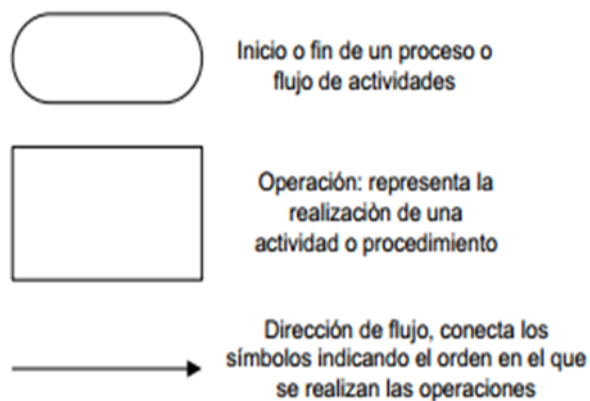 Inicio o fin de un proceso o
flujo de actividades
Operación: representa la
realizaciòn de una
actividad o procedimiento
Dirección de flujo, conecta los
símbolos indicando el orden en el que
se realizan las operaciones